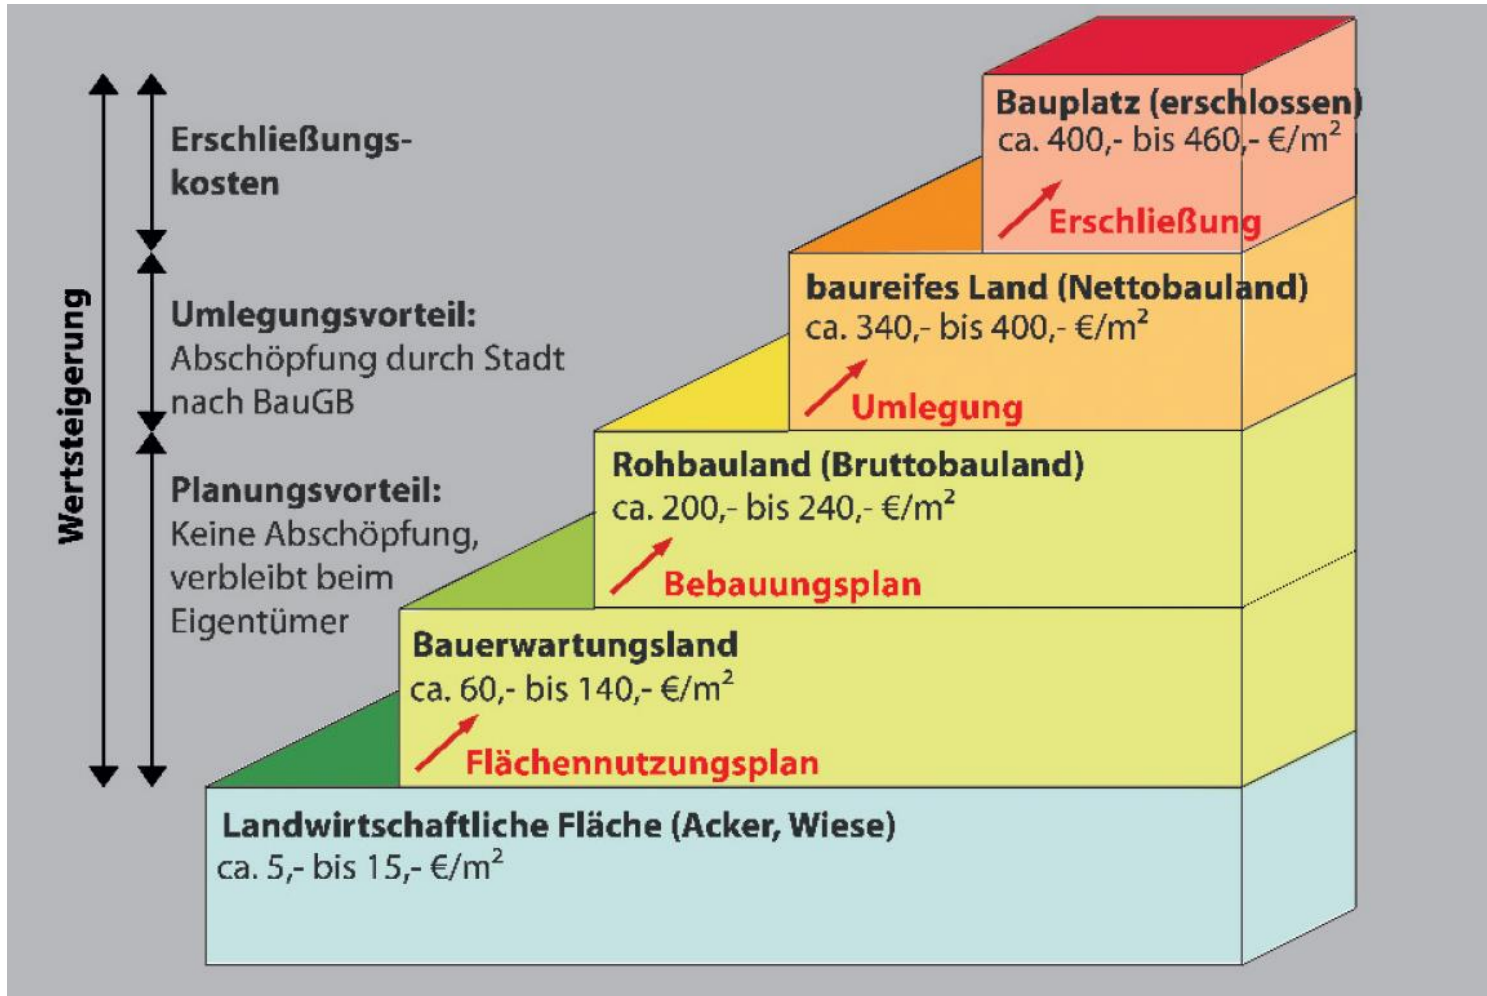 Wertsteigerung
Erschließungs-
kosten
Umlegungsvorteil:
Abschöpfung durch Stadt
nach BauGB
Planungsvorteil:
Keine Abschöpfung,
verbleibt beim
Eigentümer
Bauplatz (erschlossen)
ca. 400,- bis 460,- €/m²
Erschließung
baureifes Land (Nettobauland)
ca. 340,- bis 400,- €/m²
Umlegung
Rohbauland (Bruttobauland)
ca. 200,- bis 240,- €/m²
Bebauungsplan
Bauerwartungsland
ca. 60,- bis 140,- €/m²
Flächennutzungsplan
Landwirtschaftliche Fläche (Acker, Wiese)
ca. 5,- bis 15,- €/m²